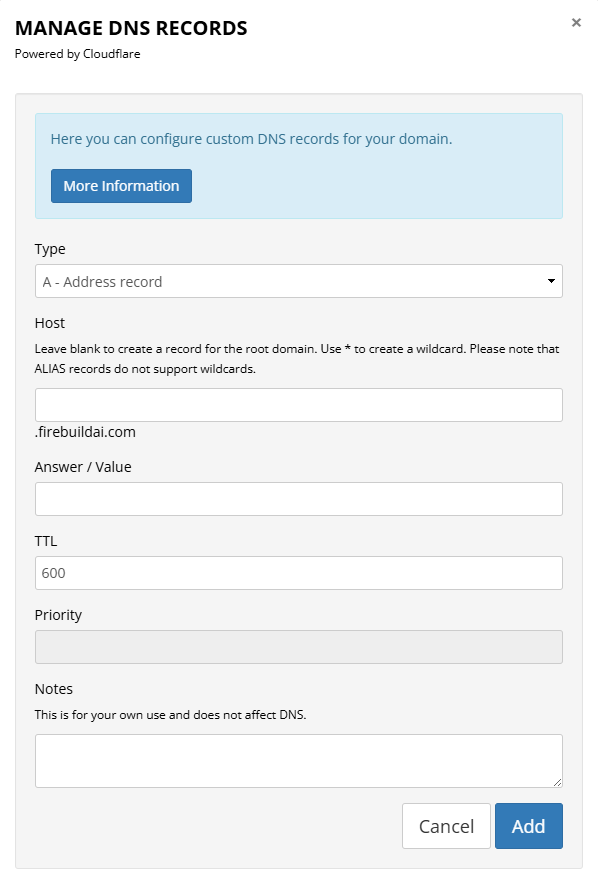 MANAGE DNS RECORDS
×
Powered by Cloudflare
Here you can configure custom DNS records for your domain.
More Information
Type
A - Address record
Host
Leave blank to create a record for the root domain. Use * to create a wildcard. Please note that
ALIAS records do not support wildcards.
.firebuildai.com
Answer / Value
TTL
600
Priority
Notes
This is for your own use and does not affect DNS.
Cancel
Add